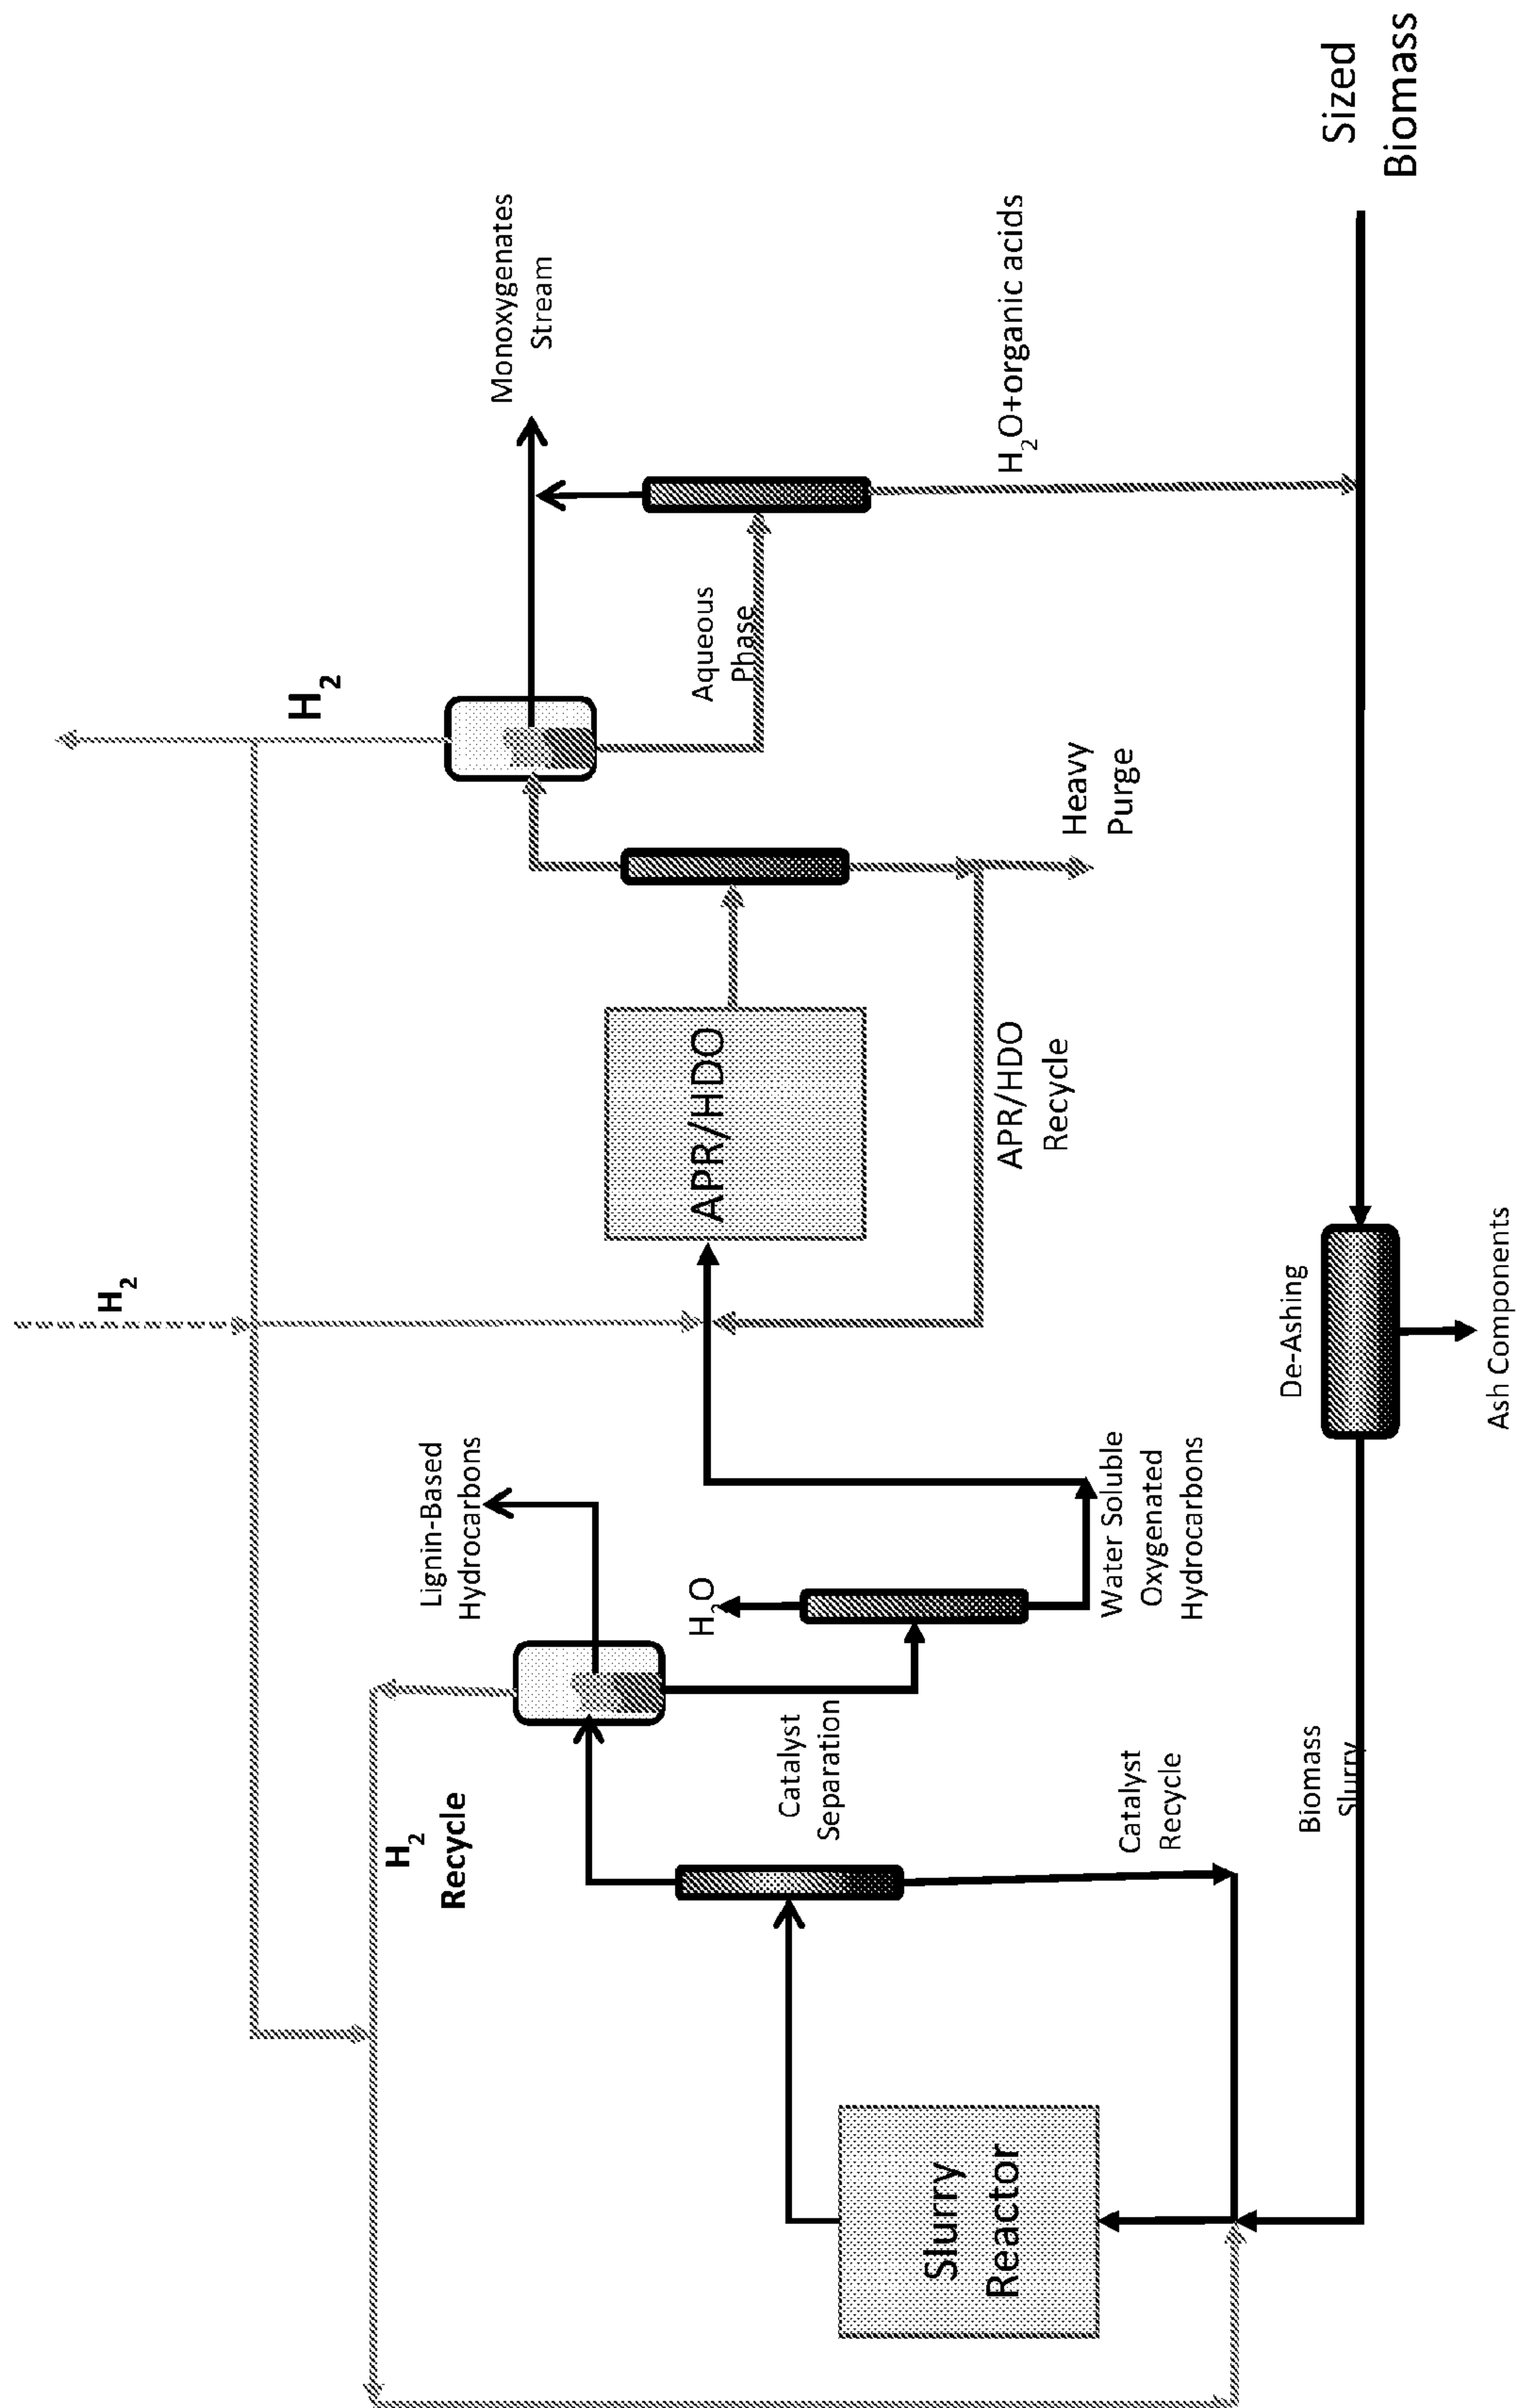 H2
H2
H2
Recycle
Lignin-Based
Hydrocarbons
Monoxygenates
Stream
Slurry
Reactor
Catalyst
Separation
H2O
APR/HDO
Aqueous
Phase
Catalyst
Recycle
Water Soluble
Oxygenated
Hydrocarbons
APR/HDO
Recycle
Heavy
Purge
H2O+organic acids
Biomass
Slurry
De-Ashing
Ash Components
Sized
Biomass